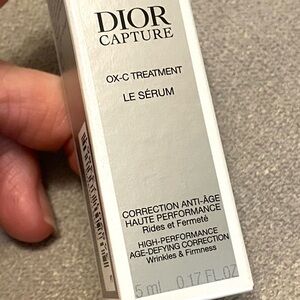 DIOR
CAPTURE
OX-C TREATMENT
LE SÉRUM
CORRECTION ANTI-ÂGE
HAUTE PERFORMANCE
Rides et Fermeté
HIGH-PERFORMANCE
AGE-DEFYING CORRECTION
Wrinkles & Firmness
5 ml 0.17 FL.OZ